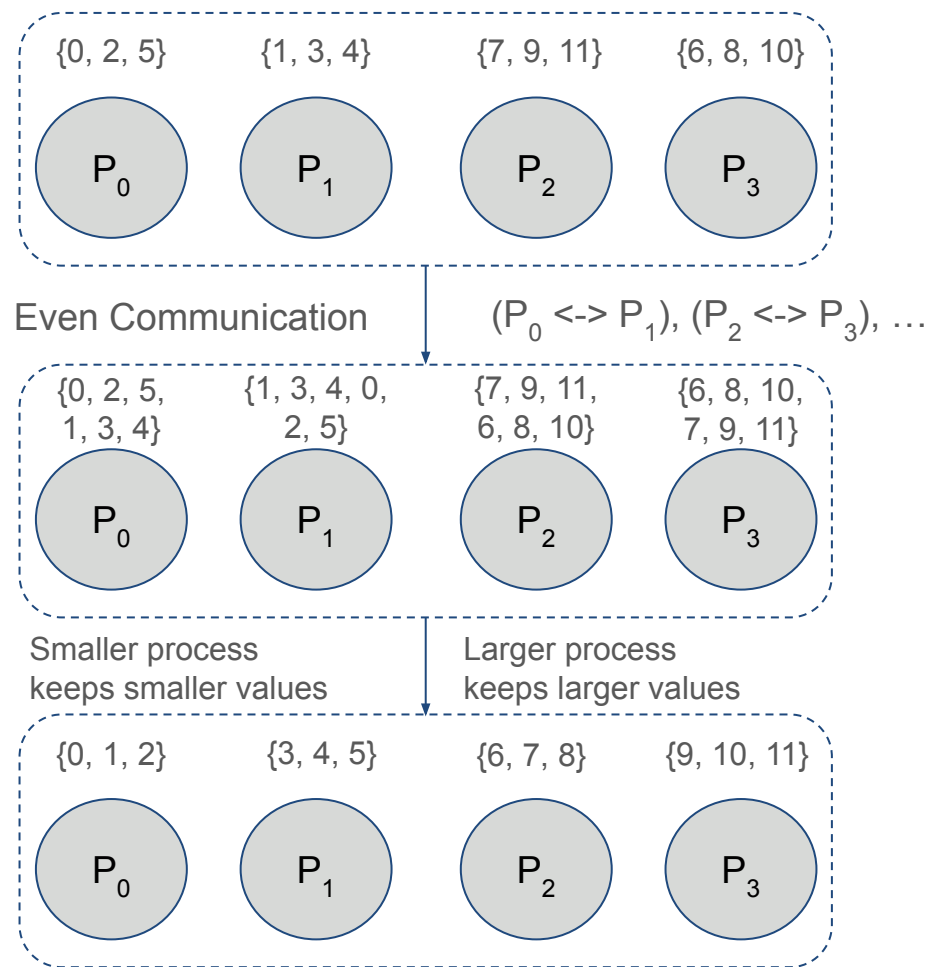 {0, 2, 5} {1, 3, 4} {7, 9, 11} {6, 8, 10}
P0 P1 P2 P3
Even Communication (P0 <-> P1), (P2 <-> P3), …
{0, 2, 5, {1, 3, 4, 0, {7, 9, 11, {6, 8, 10,
1, 3, 4} 2, 5} 6, 8, 10} 7, 9, 11}
P0 P1 P2 P3
Smaller process Larger process
keeps smaller values keeps larger values
{0, 1, 2} {3, 4, 5} {6, 7, 8} {9, 10, 11}
P0 P1 P2 P3